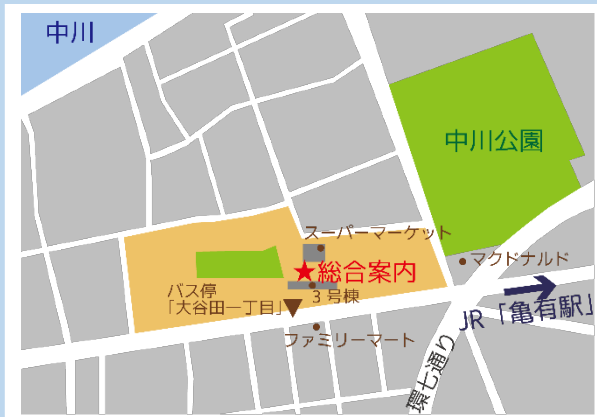 中川
中川公園
スーパーマーケット
マクドナルド
★総合案内
バス停
「大谷田一丁目」
3号棟
JR「亀有駅」
ファミリーマート
環七通り